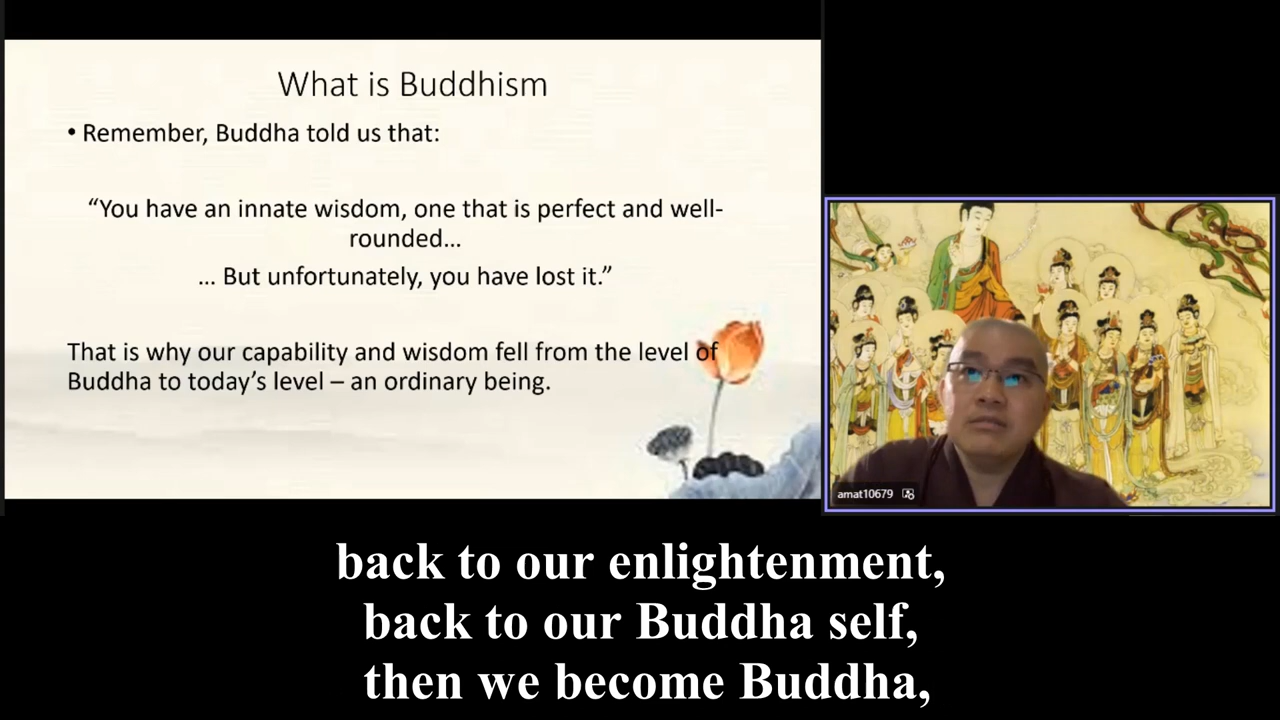 What is Buddhism
• Remember, Buddha told us that:
“You have an innate wisdom, one that is perfect and well-
rounded...
... But unfortunately, you have lost it.”
That is why our capability and wisdom fell from the level of
Buddha to today’s level – an ordinary being.
amat10679
back to our enlightenment,
back to our Buddha self,
then we become Buddha,